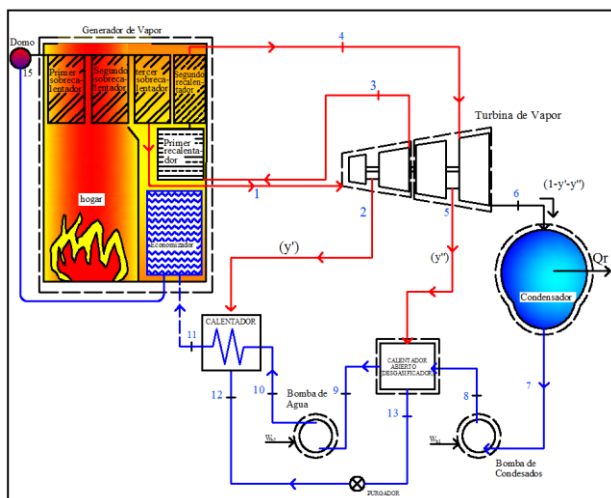 Generador de Vapor
Domo
15
Primer
sobreca-
lentador
Segundo
sobreca-
lentador
tercer
sobreca-
lentador
Segundo
recalen-
tador
Primer
recalenta-
dor
hogar
Economizador
4
3
1
2
5
6
Turbina de Vapor
(1-y'-y'')
Qr
Condensador
(y')
(y'')
CALENTADOR
11
12
10
Bomba de
Agua
9
CALENTADOR
ABIERTO
DESGASIFICADOR
13
8
7
Bomba de
Condesados
PURGADOR